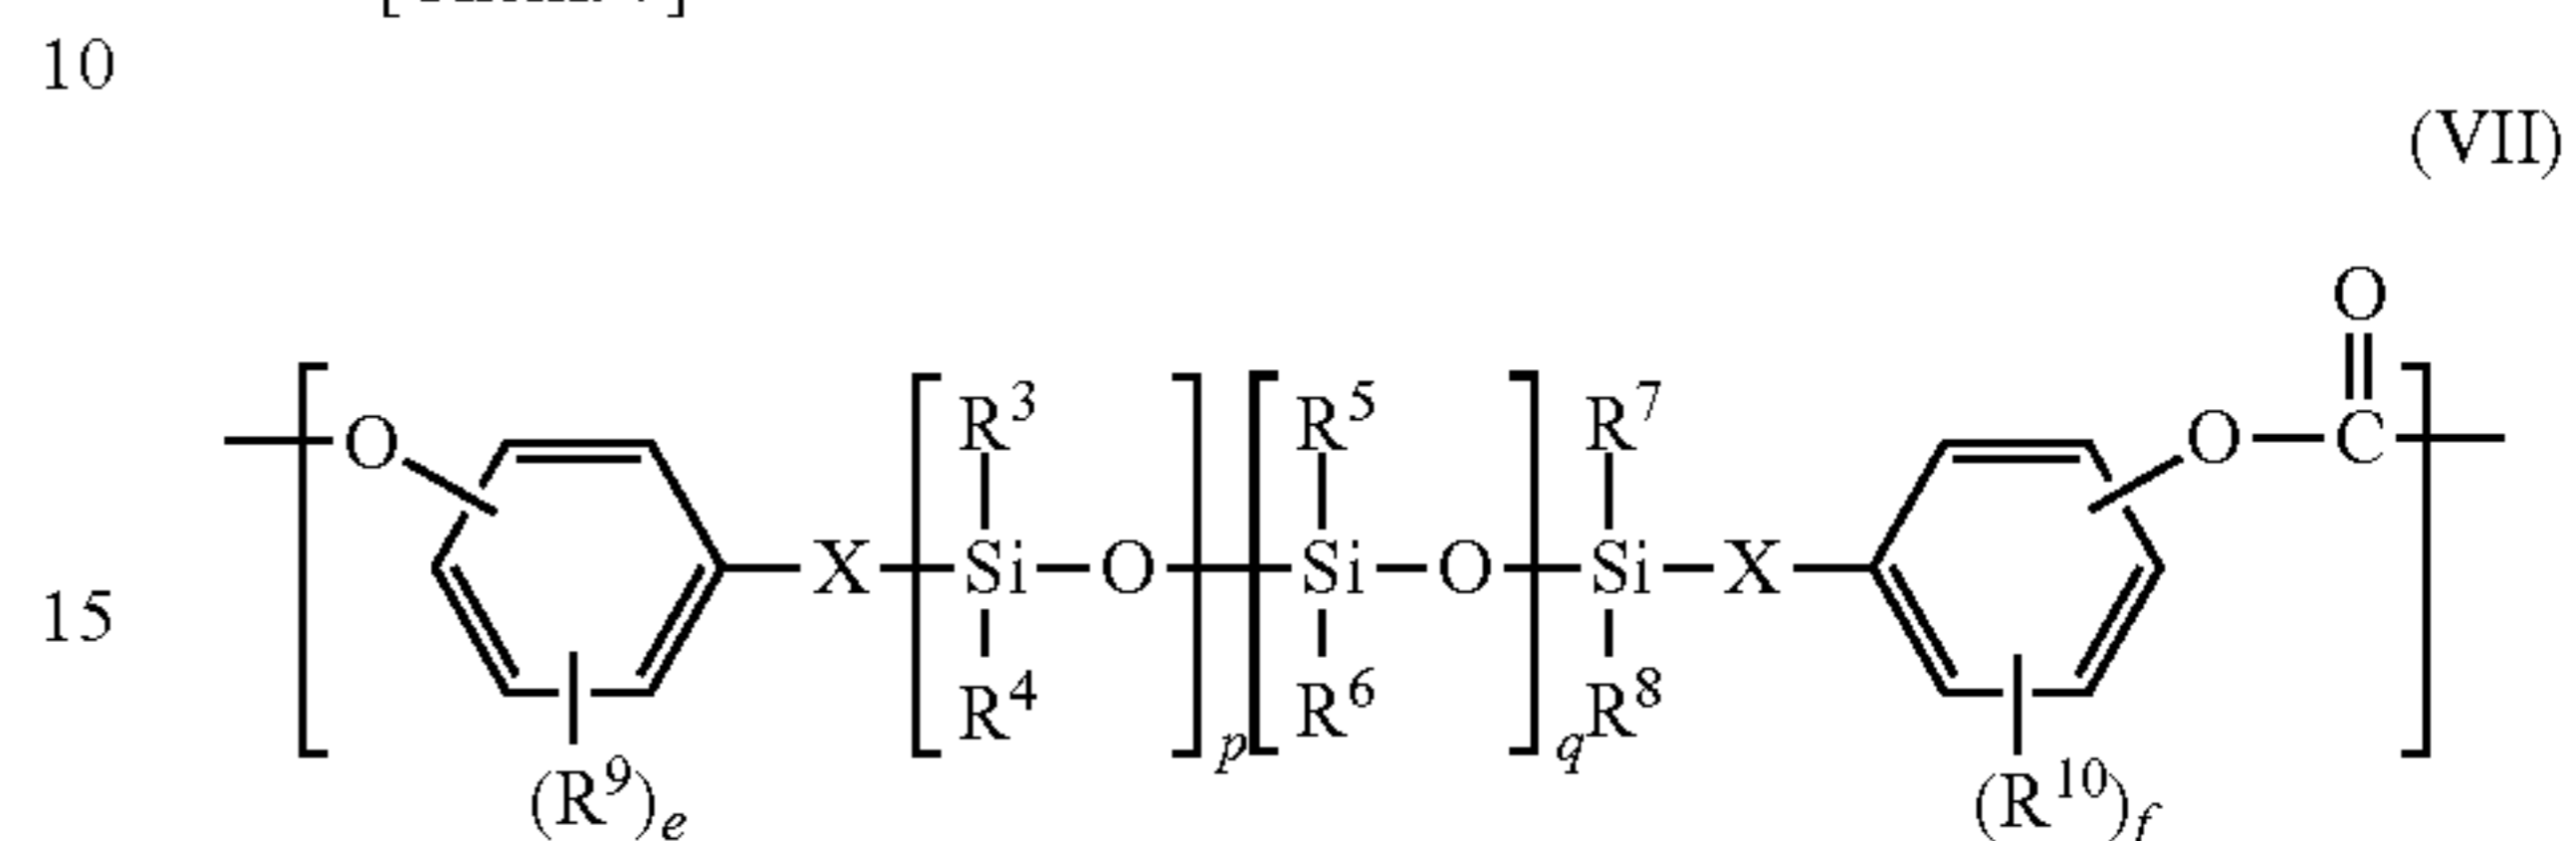 10
(VII)
O
O O—C
R³ R⁵ R⁷
X—Si—O—Si—O—Si—X
15
R⁴ R⁶ R⁸
p q
(R⁹)e (R¹⁰)f